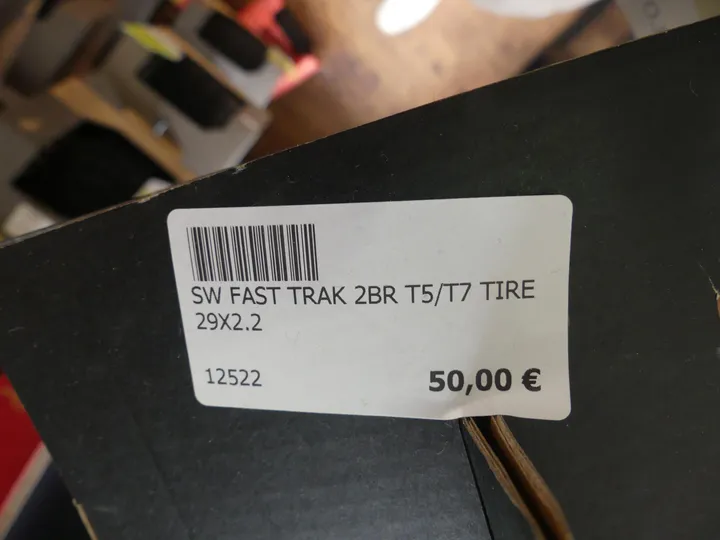 SW FAST TRAK 2BR T5/T7 TIRE
29X2.2
12522 50,00 €